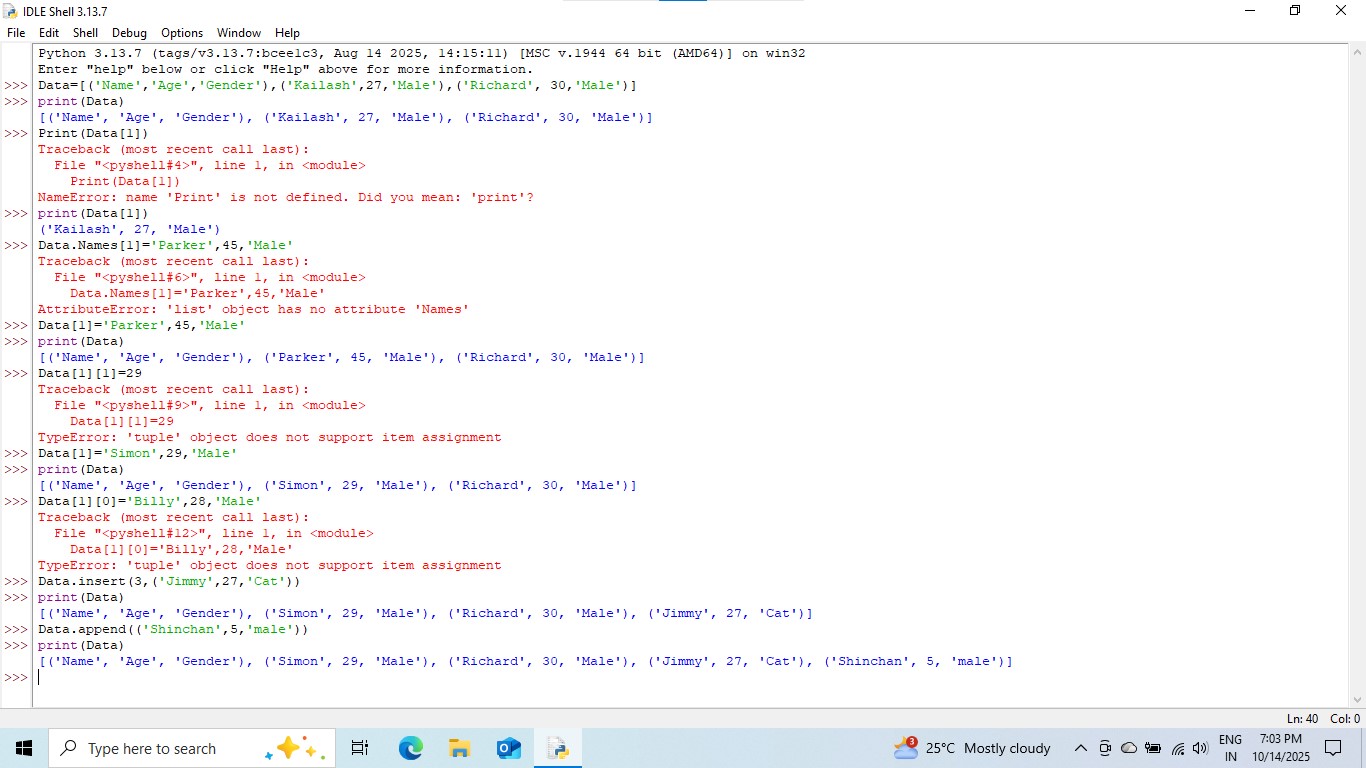 IDLE Shell 3.13.7
File Edit Shell Debug Options Window Help
Python 3.13.7 (tags/v3.13.7:bcee1c3, Aug 14 2025, 14:15:11) [MSC v.1944 64 bit (AMD64)] on win32
Enter "help" below or click "Help" above for more information.
>>> Data=[('Name','Age','Gender'),('Kailash',27,'Male'),('Richard', 30,'Male')]
>>> print(Data)
[('Name', 'Age', 'Gender'), ('Kailash', 27, 'Male'), ('Richard', 30, 'Male')]
>>> Print(Data[1])
Traceback (most recent call last):
  File "<pyshell#4>", line 1, in <module>
    Print(Data[1])
NameError: name 'Print' is not defined. Did you mean: 'print'?
>>> print(Data[1])
('Kailash', 27, 'Male')
>>> Data.Names[1]='Parker',45,'Male'
Traceback (most recent call last):
  File "<pyshell#6>", line 1, in <module>
    Data.Names[1]='Parker',45,'Male'
AttributeError: 'list' object has no attribute 'Names'
>>> Data[1]='Parker',45,'Male'
>>> print(Data)
[('Name', 'Age', 'Gender'), ('Parker', 45, 'Male'), ('Richard', 30, 'Male')]
>>> Data[1][1]=29
Traceback (most recent call last):
  File "<pyshell#9>", line 1, in <module>
    Data[1][1]=29
TypeError: 'tuple' object does not support item assignment
>>> Data[1]='Simon',29,'Male'
>>> print(Data)
[('Name', 'Age', 'Gender'), ('Simon', 29, 'Male'), ('Richard', 30, 'Male')]
>>> Data[1][0]='Billy',28,'Male'
Traceback (most recent call last):
  File "<pyshell#12>", line 1, in <module>
    Data[1][0]='Billy',28,'Male'
TypeError: 'tuple' object does not support item assignment
>>> Data.insert(3,('Jimmy',27,'Cat'))
>>> print(Data)
[('Name', 'Age', 'Gender'), ('Simon', 29, 'Male'), ('Richard', 30, 'Male'), ('Jimmy', 27, 'Cat')]
>>> Data.append(('Shinchan',5,'male'))
>>> print(Data)
[('Name', 'Age', 'Gender'), ('Simon', 29, 'Male'), ('Richard', 30, 'Male'), ('Jimmy', 27, 'Cat'), ('Shinchan', 5, 'male')]
>>>
Ln: 40 Col: 0
Type here to search
3
25°C Mostly cloudy
ENG
IN
7:03 PM
10/14/2025